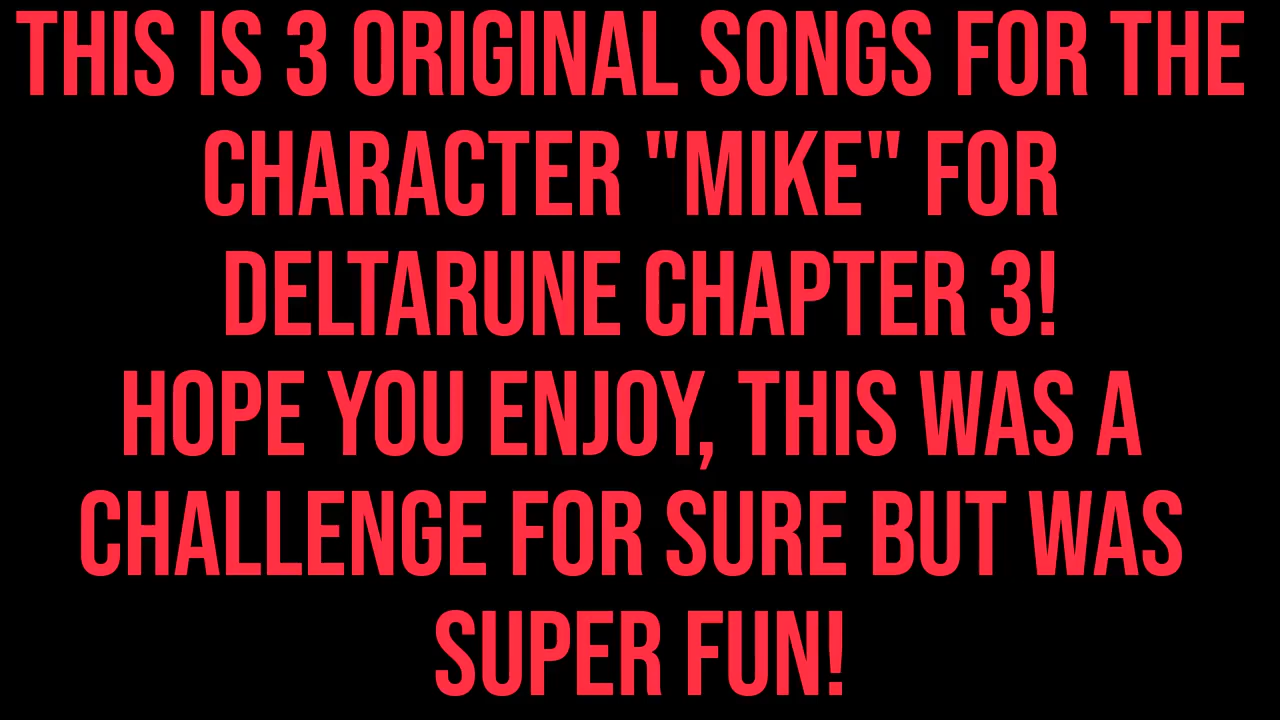 THIS IS 3 ORIGINAL SONGS FOR THE
CHARACTER "MIKE" FOR
DELTARUNE CHAPTER 3!
HOPE YOU ENJOY, THIS WAS A
CHALLENGE FOR SURE BUT WAS
SUPER FUN!